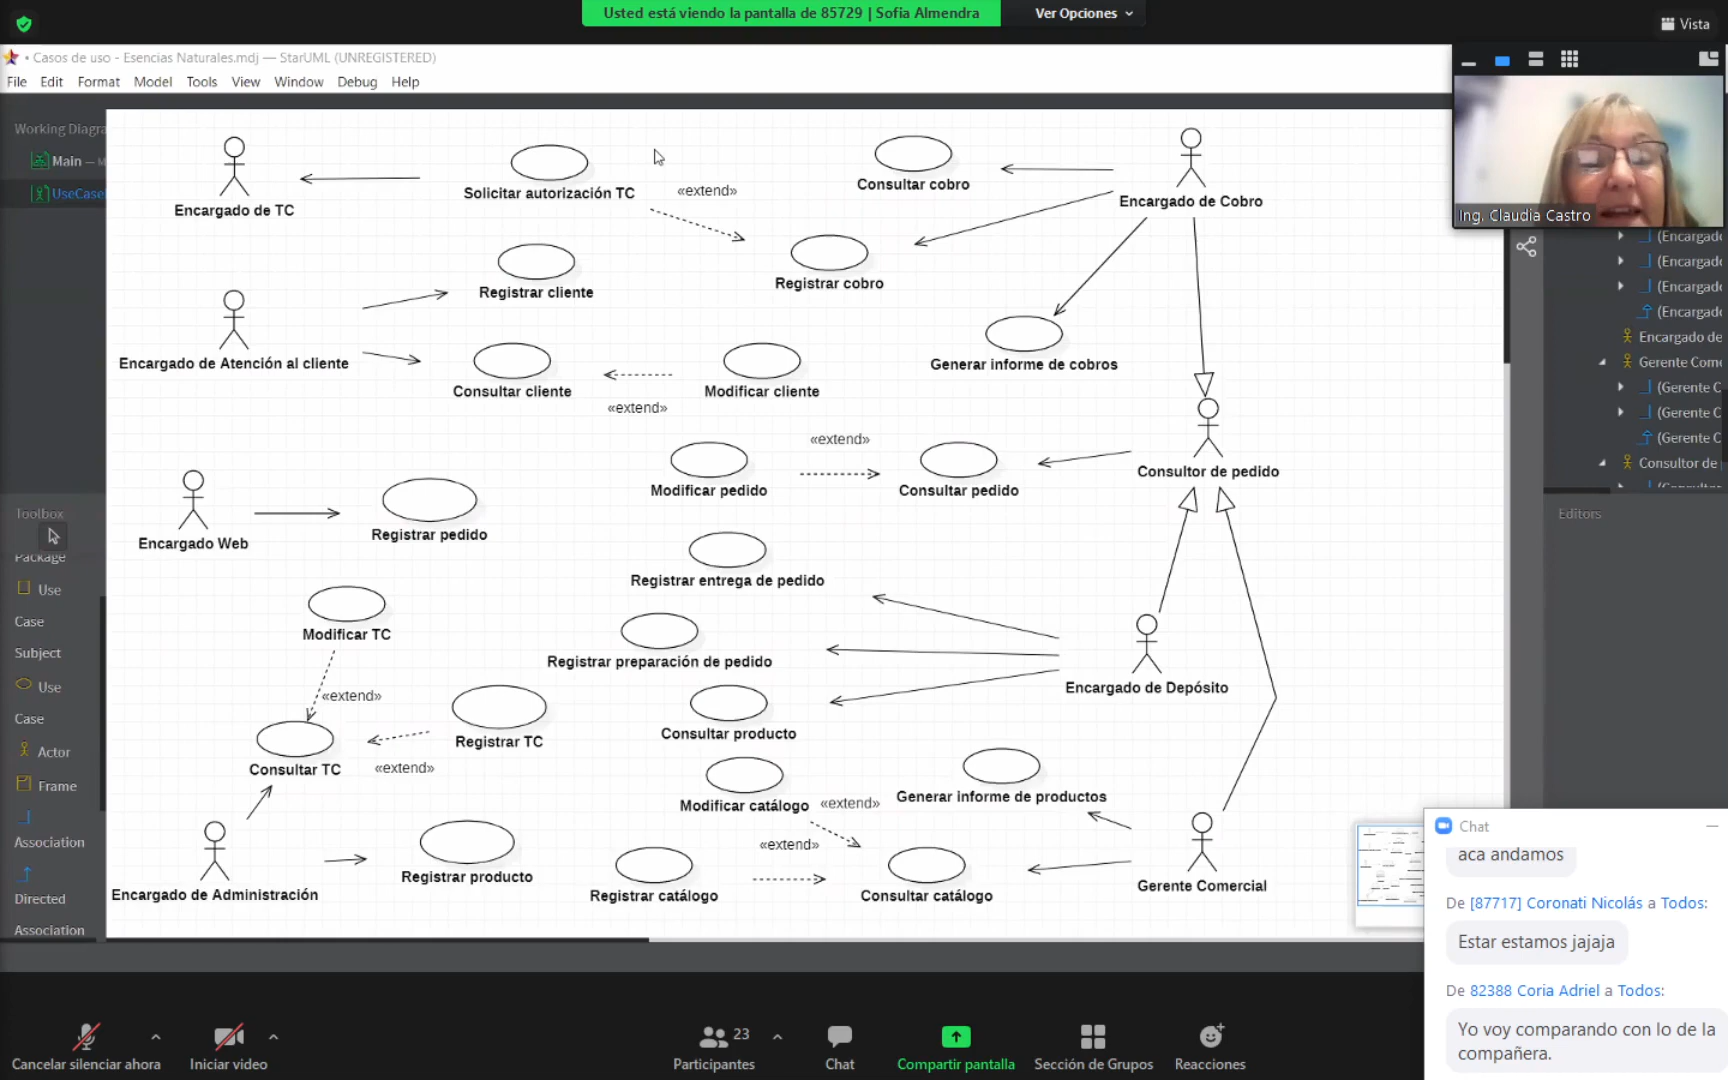 Usted está viendo la pantalla de 85729 | Sofia Almendra
Ver Opciones
Vista
• Casos de uso - Esencias Naturales.mdj — StarUML (UNREGISTERED)
File Edit Format Model Tools View Window Debug Help
Working Diagra
Main — M
UseCase
Encargado de TC
Solicitar autorización TC
«extend»
Consultar cobro
Encargado de Cobro
Ing. Claudia Castro
Registrar cliente
Registrar cobro
Encargado de Atención al cliente
Generar informe de cobros
Consultar cliente
Modificar cliente
«extend»
«extend»
Modificar pedido
Consultar pedido
Consultor de pedido
Encargado Web
Registrar pedido
Registrar entrega de pedido
Modificar TC
Registrar preparación de pedido
Encargado de Depósito
«extend»
Registrar TC
Consultar producto
Consultar TC
«extend»
Modificar catálogo
«extend»
Generar informe de productos
Encargado de Administración
Registrar producto
«extend»
Registrar catálogo
Consultar catálogo
Gerente Comercial
Toolbox
Package
Use
Case
Subject
Use
Case
Actor
Frame
Association
Directed
Association
(Encargado
(Encargado
(Encargado
(Encargado
Encargado de
Gerente Come
(Gerente C
(Gerente C
(Gerente C
Consultor de
Editors
Chat
aca andamos
De [87717] Coronati Nicolás a Todos:
Estar estamos jajaja
De 82388 Coria Adriel a Todos:
Yo voy comparando con lo de la
compañera.
Cancelar silenciar ahora
Iniciar video
Participantes
23
Chat
Compartir pantalla
Sección de Grupos
Reacciones